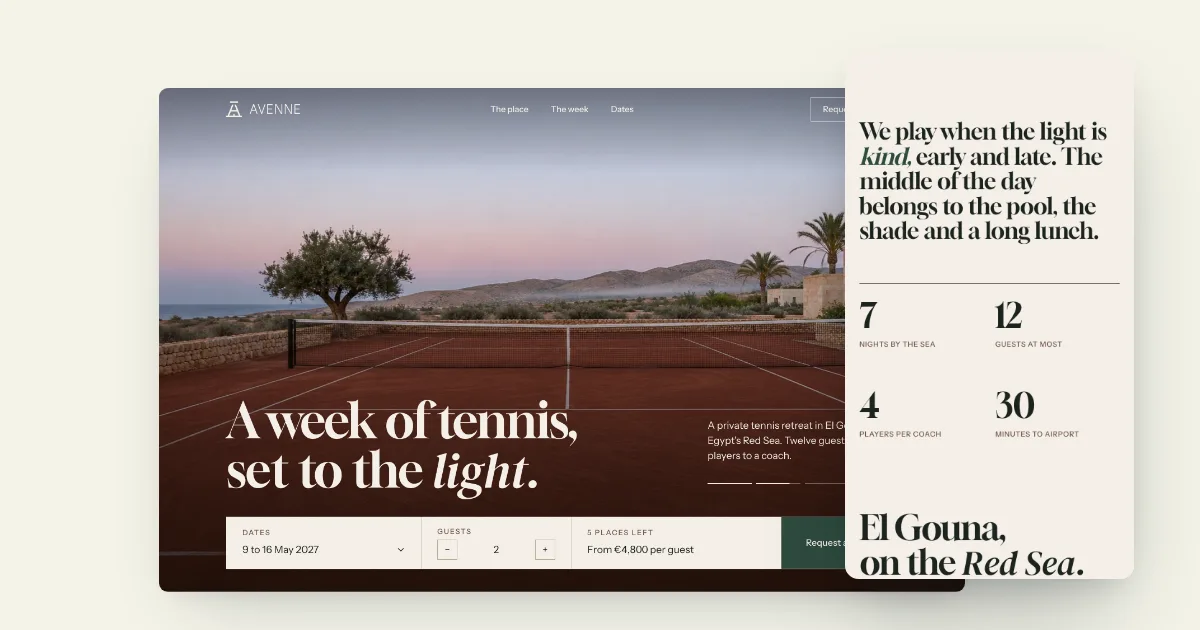 AVENNE
The place
The week
Dates
A week of tennis,
set to the light.
A private tennis retreat in El
Egypt's Red Sea. Twelve
players to a coach.
DATES
9 to 16 May 2027
GUESTS
−
2
+
5 PLACES LEFT
From €4,800 per guest
Request
We play when the light is
kind, early and late. The
middle of the day
belongs to the pool, the
shade and a long lunch.
7
NIGHTS BY THE SEA
12
GUESTS AT MOST
4
PLAYERS PER COACH
30
MINUTES TO AIRPORT
El Gouna,
on the Red Sea.